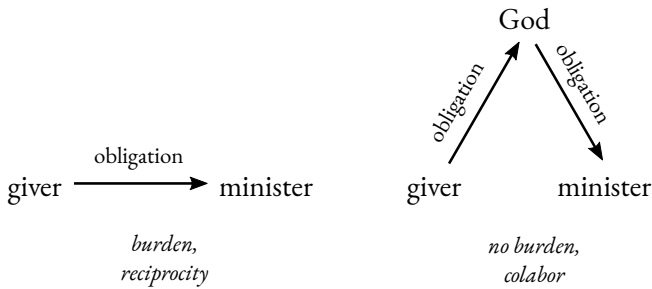 obligation
giver
minister
burden,
reciprocity
God
obligation
obligation
giver
minister
no burden,
colabor